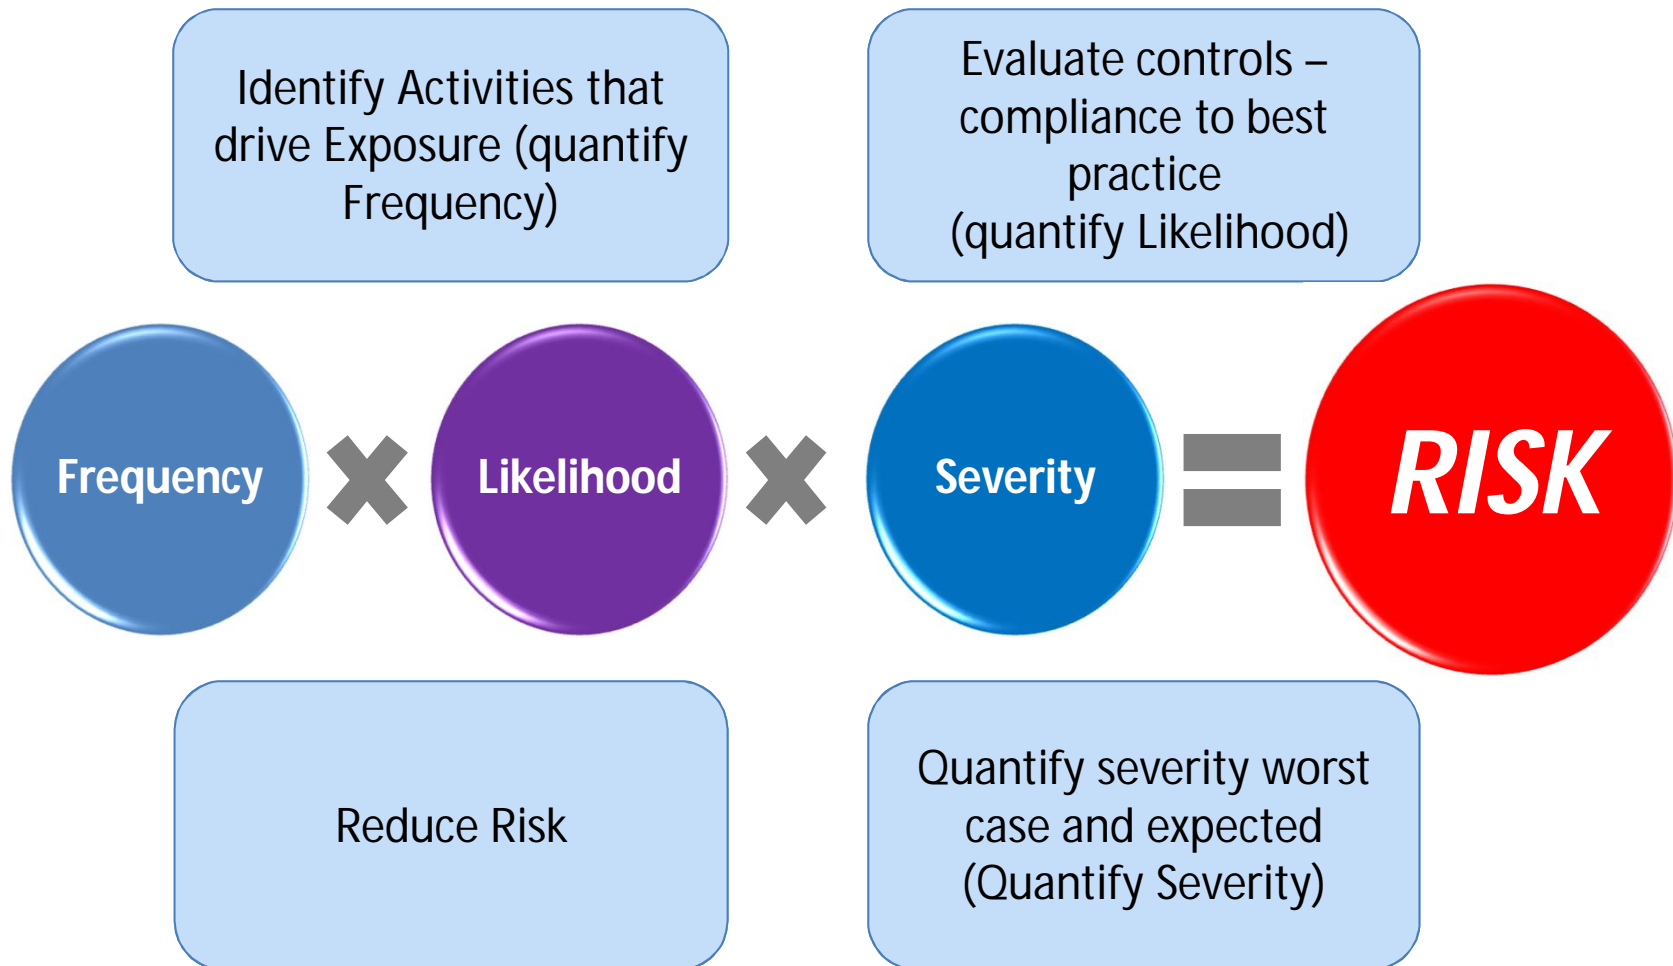 Identify Activities that
drive Exposure (quantify
Frequency)
Evaluate controls –
compliance to best
practice
(quantify Likelihood)
Frequency
Likelihood
Severity
RISK
Reduce Risk
Quantify severity worst
case and expected
(Quantify Severity)